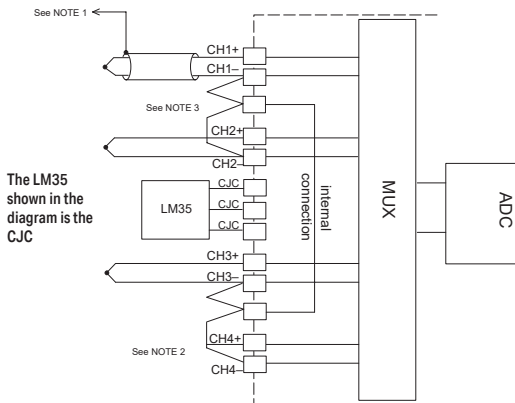 See NOTE 1
CH1+
CH1–
See NOTE 3
CH2+
CH2–
The LM35
shown in the
diagram is the
CJC
LM35
CJC
CJC
CJC
internal
connection
MUX
ADC
CH3+
CH3–
See NOTE 2
CH4+
CH4–